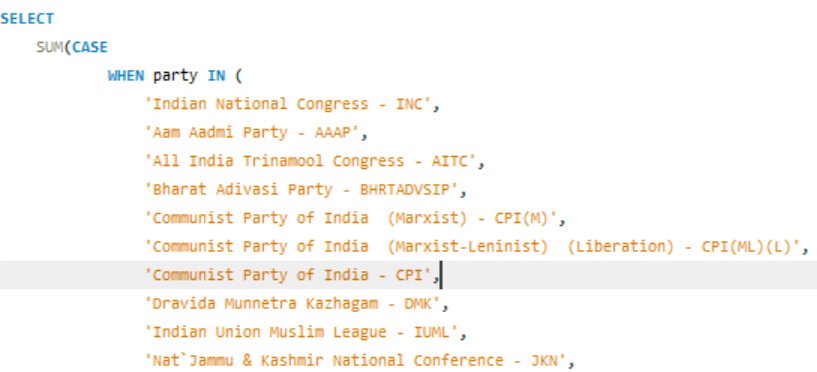 SELECT
SUM(CASE
WHEN party IN (
'Indian National Congress - INC',
'Aam Aadmi Party - AAAP',
'All India Trinamool Congress - AITC',
'Bharat Adivasi Party - BHRTADVSIP',
'Communist Party of India  (Marxist) - CPI(M)',
'Communist Party of India  (Marxist-Leninist)  (Liberation) - CPI(ML)(L)',
'Communist Party of India - CPI',
'Dravida Munnetra Kazhagam - DMK',
'Indian Union Muslim League - IUML',
'Nat`Jammu & Kashmir National Conference - JKN',